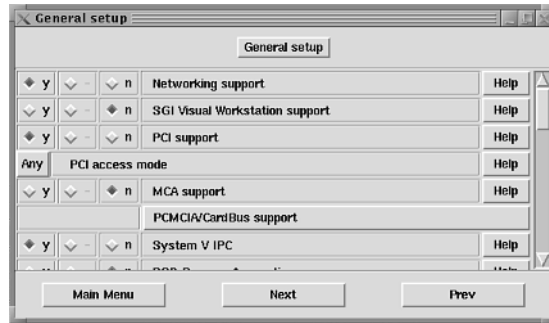 General setup
General setup
y - n Networking support Help
y - n SGI Visual Workstation support Help
y - n PCI support Help
Any PCI access mode Help
y - n MCA support Help
PCMCIA/CardBus support
y - n System V IPC Help
Main Menu Next Prev